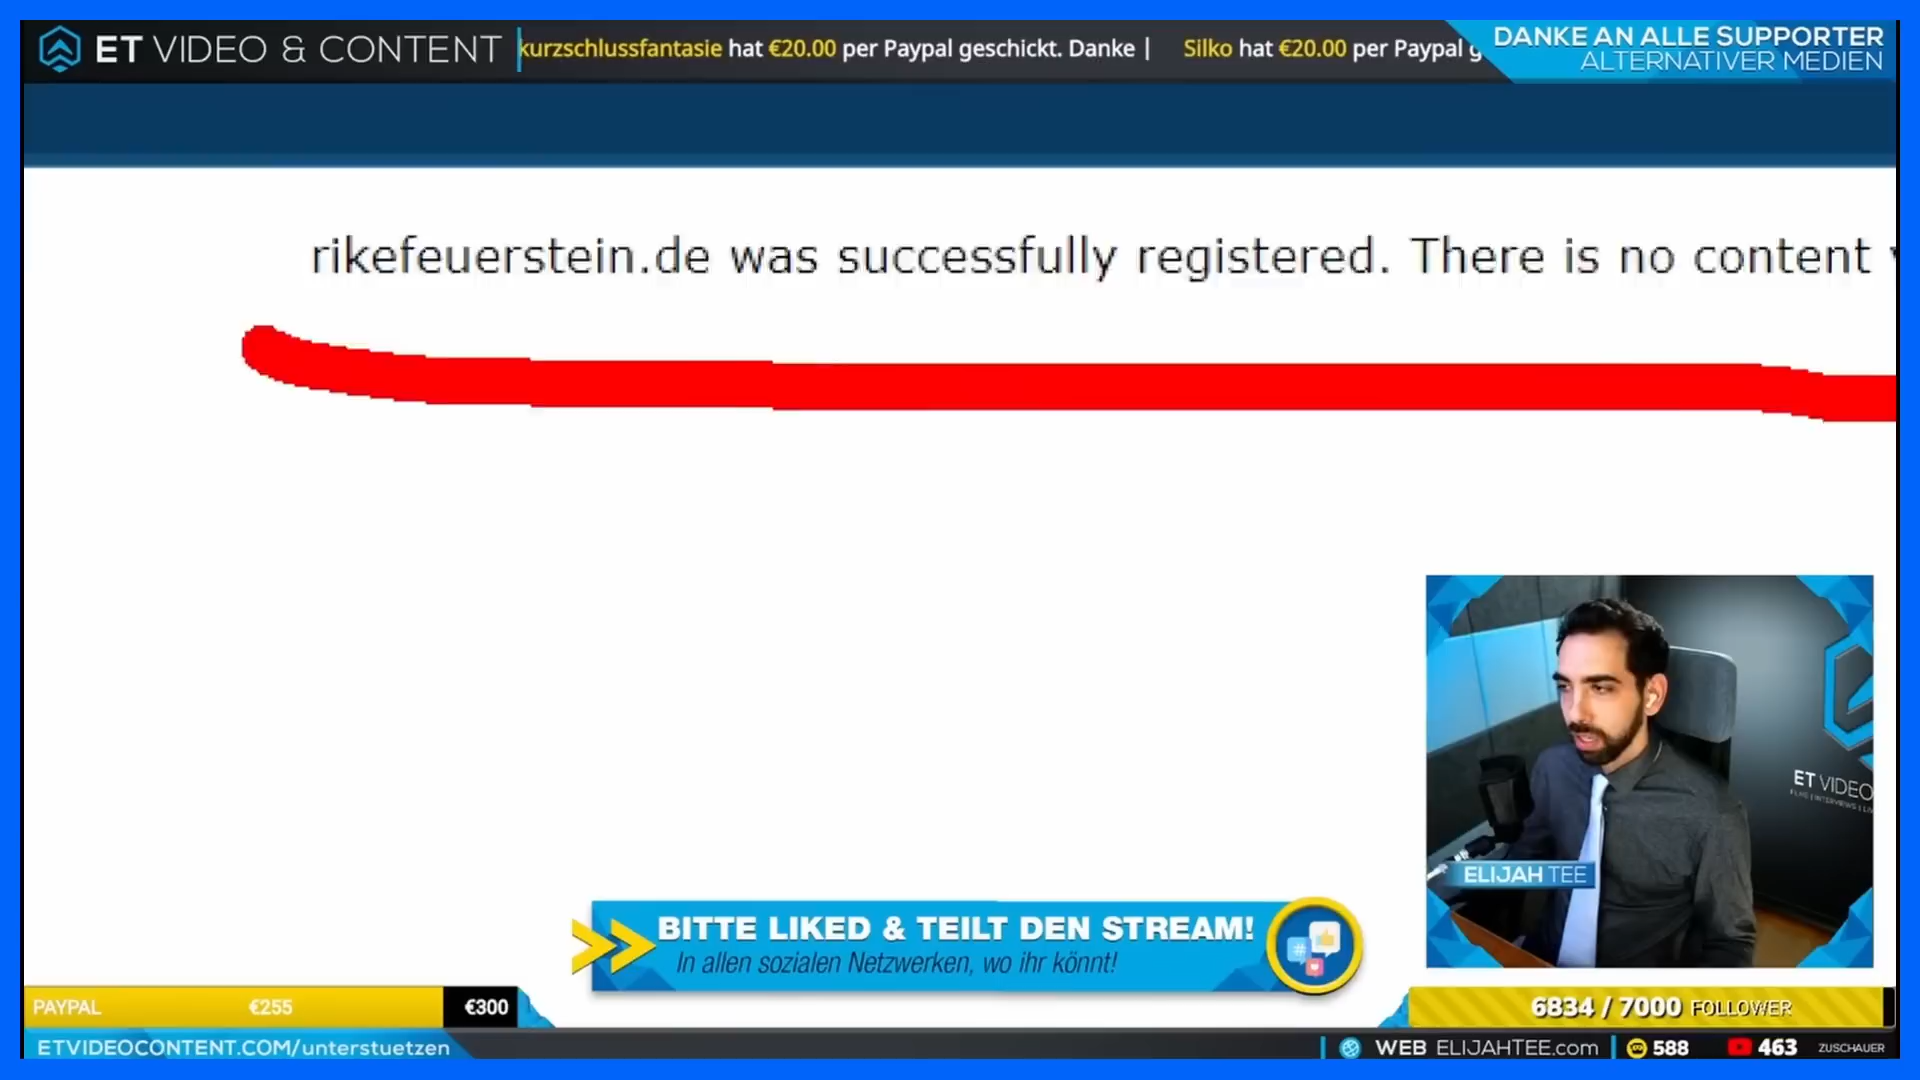 ET VIDEO & CONTENT
kurzschlussfantasie hat €20.00 per Paypal geschickt. Danke | Silko hat €20.00 per Paypal g
DANKE AN ALLE SUPPORTER
ALTERNATIVER MEDIEN
rikefeuerstein.de was successfully registered. There is no content
ET VIDEO
ELIJAH TEE
BITTE LIKED & TEILT DEN STREAM!
In allen sozialen Netzwerken, wo ihr könnt!
#
PAYPAL €255 €300
6834 / 7000 FOLLOWER
ETVIDEOCONTENT.COM/unterstuetzen
WEB ELIJAHTEE.com 588 463 ZUSCHAUER